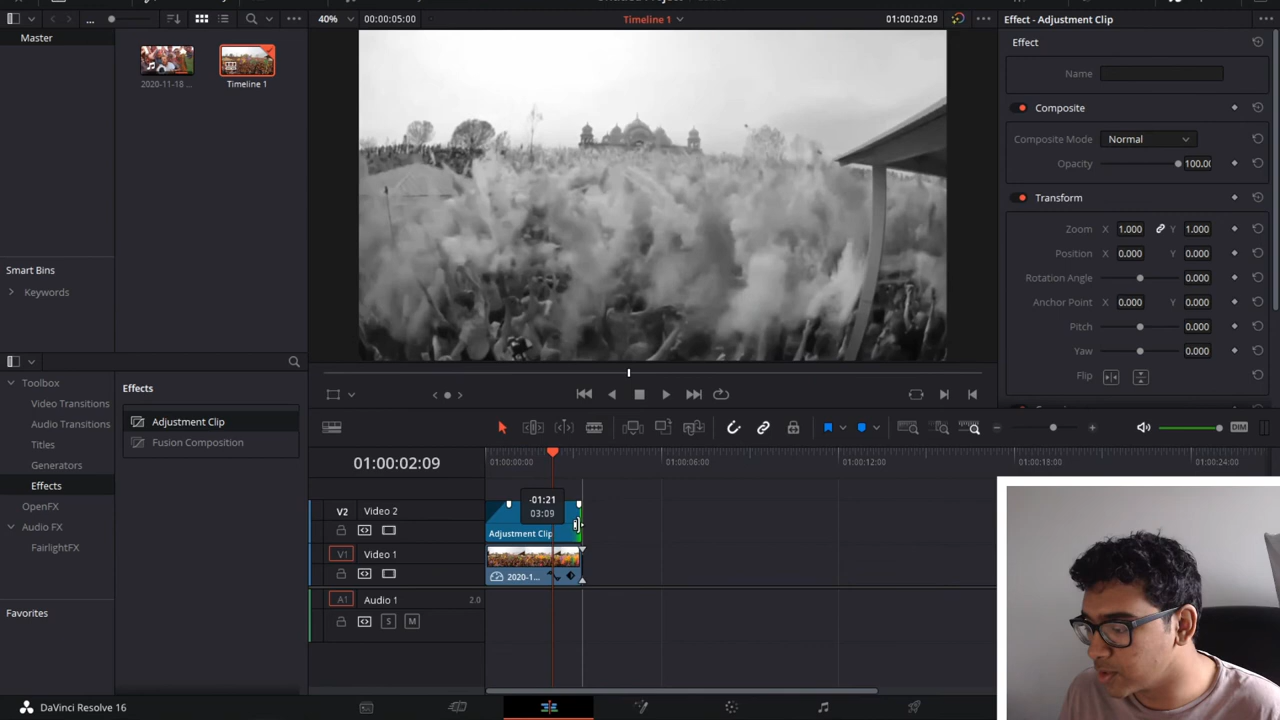 Untitled Project
... 40% 00:00:05:00 Timeline 1 01:00:02:09 Effect - Adjustment Clip
Master
2020-11-18 ...
Timeline 1
Smart Bins
Keywords
Effect
Name
Composite
Composite Mode Normal
Opacity 100.00
Transform
Zoom X 1.000 Y 1.000
Position X 0.000 Y 0.000
Rotation Angle 0.000
Anchor Point X 0.000 Y 0.000
Pitch 0.000
Yaw 0.000
Flip
Toolbox
Video Transitions
Audio Transitions
Titles
Generators
Effects
OpenFX
Audio FX
FairlightFX
Favorites
Effects
Adjustment Clip
Fusion Composition
DIM
01:00:02:09
01:00:00:00 01:00:06:00 01:00:12:00 01:00:18:00 01:00:24:00
V2 Video 2
-01:21
03:09
Adjustment Clip
V1 Video 1
2020-1...
A1 Audio 1 2.0
S M
DaVinci Resolve 16